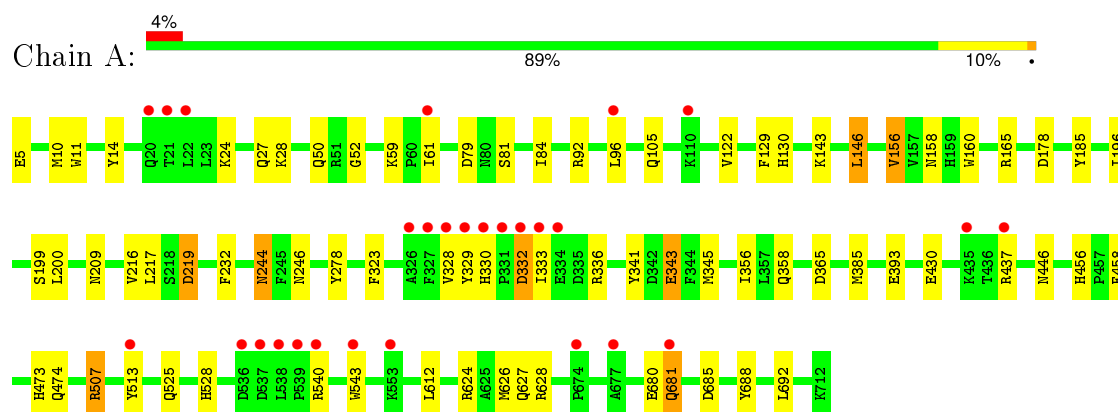 4%
Chain A:
89% 10% •
E5 M10 W11 Y14 Q20 T21 L22 L23 K24 Q27 K28 Q50 R51 G52 K59 P60 I61 D79 N80 S81 I84 R92 L96 Q105 K110 V122 F129 H130 K143 L146 V156 V157 N158 H159 W160 R165 D178 Y185 I196
S199 L200 N209 V216 L217 S218 D219 F232 N244 F245 N246 Y278 F323 A326 F327 V328 Y329 H330 P331 D332 I333 E334 D335 R336 Y341 D342 E343 F344 M345 I356 L357 Q358 D365 M385 E393 E430 K435 T436 R437 N446 H456 P457 E458
H473 Q474 R507 Y513 Q525 H528 D536 D537 L538 P539 R540 W543 K553 L612 R624 A625 M626 Q627 R628 P674 A677 E680 Q681 D685 Y688 L692 K712